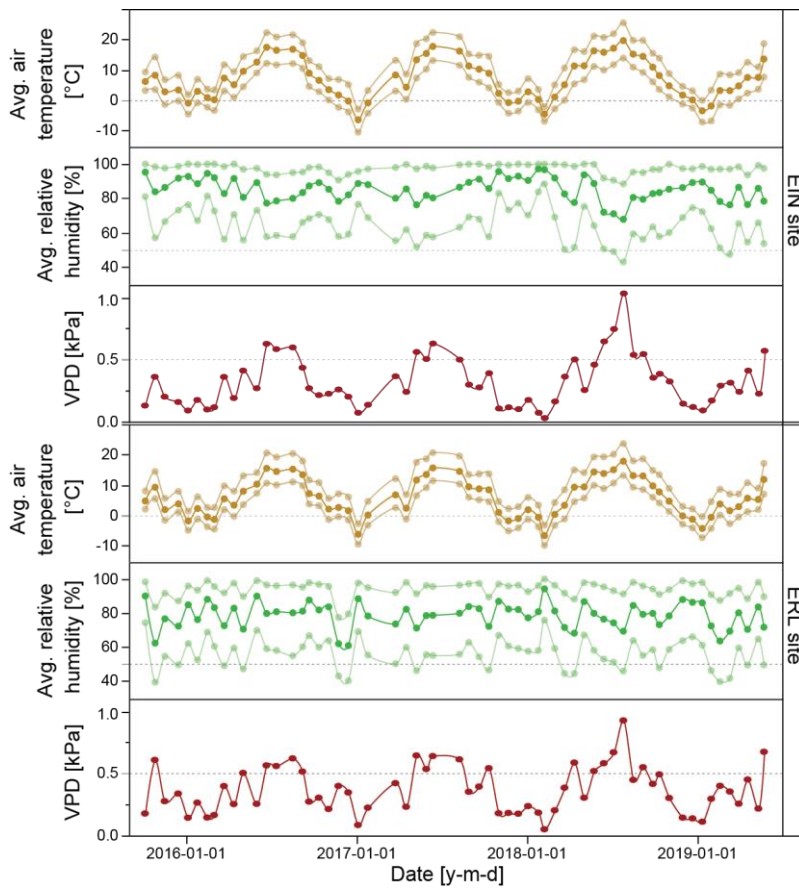 Avg. air
temperature
[°C]
20
10
0
-10
Avg. relative
humidity [%]
100
80
60
40
EIN site
VPD [kPa]
1.0
0.5
0.0
Avg. air
temperature
[°C]
20
10
0
-10
Avg. relative
humidity [%]
100
80
60
40
ERL site
VPD [kPa]
1.0
0.5
0.0
2016-01-01
2017-01-01
2018-01-01
2019-01-01
Date [y-m-d]